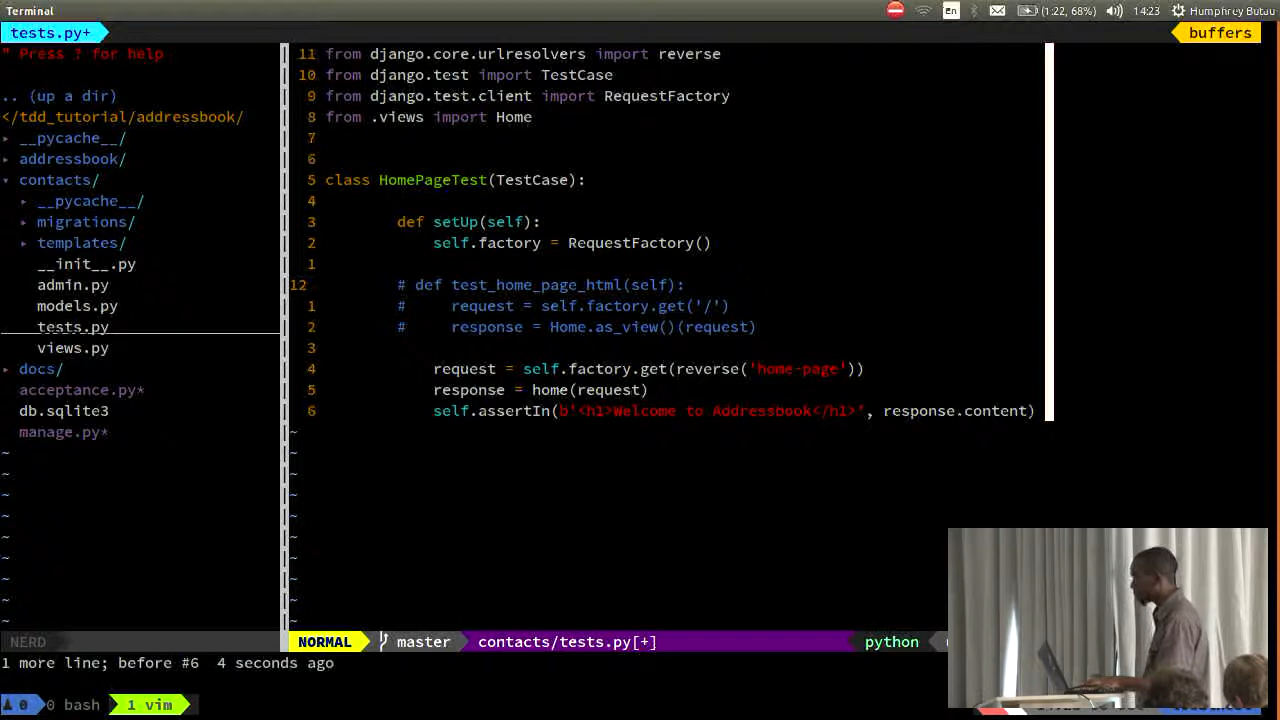 Terminal
En
(1:22, 68%)
14:23
Humphrey Butau
tests.py+
buffers
" Press ? for help
.. (up a dir)
</tdd_tutorial/addressbook/
▸ __pycache__/
▸ addressbook/
▾ contacts/
▸ __pycache__/
▸ migrations/
▸ templates/
__init__.py
admin.py
models.py
tests.py
views.py
▸ docs/
acceptance.py*
db.sqlite3
manage.py*
~
~
~
~
~
~
~
~
~
11 from django.core.urlresolvers import reverse
10 from django.test import TestCase
9 from django.test.client import RequestFactory
8 from .views import Home
7
6
5 class HomePageTest(TestCase):
4
3 def setUp(self):
2 self.factory = RequestFactory()
1
12 # def test_home_page_html(self):
1 # request = self.factory.get('/')
2 # response = Home.as_view()(request)
3
4 request = self.factory.get(reverse('home-page'))
5 response = home(request)
6 self.assertIn(b'<h1>Welcome to Addressbook</h1>', response.content)
~
~
~
~
~
~
~
~
~
NERD
NORMAL master contacts/tests.py[+] python
1 more line; before #6 4 seconds ago
0 0 bash 1 vim